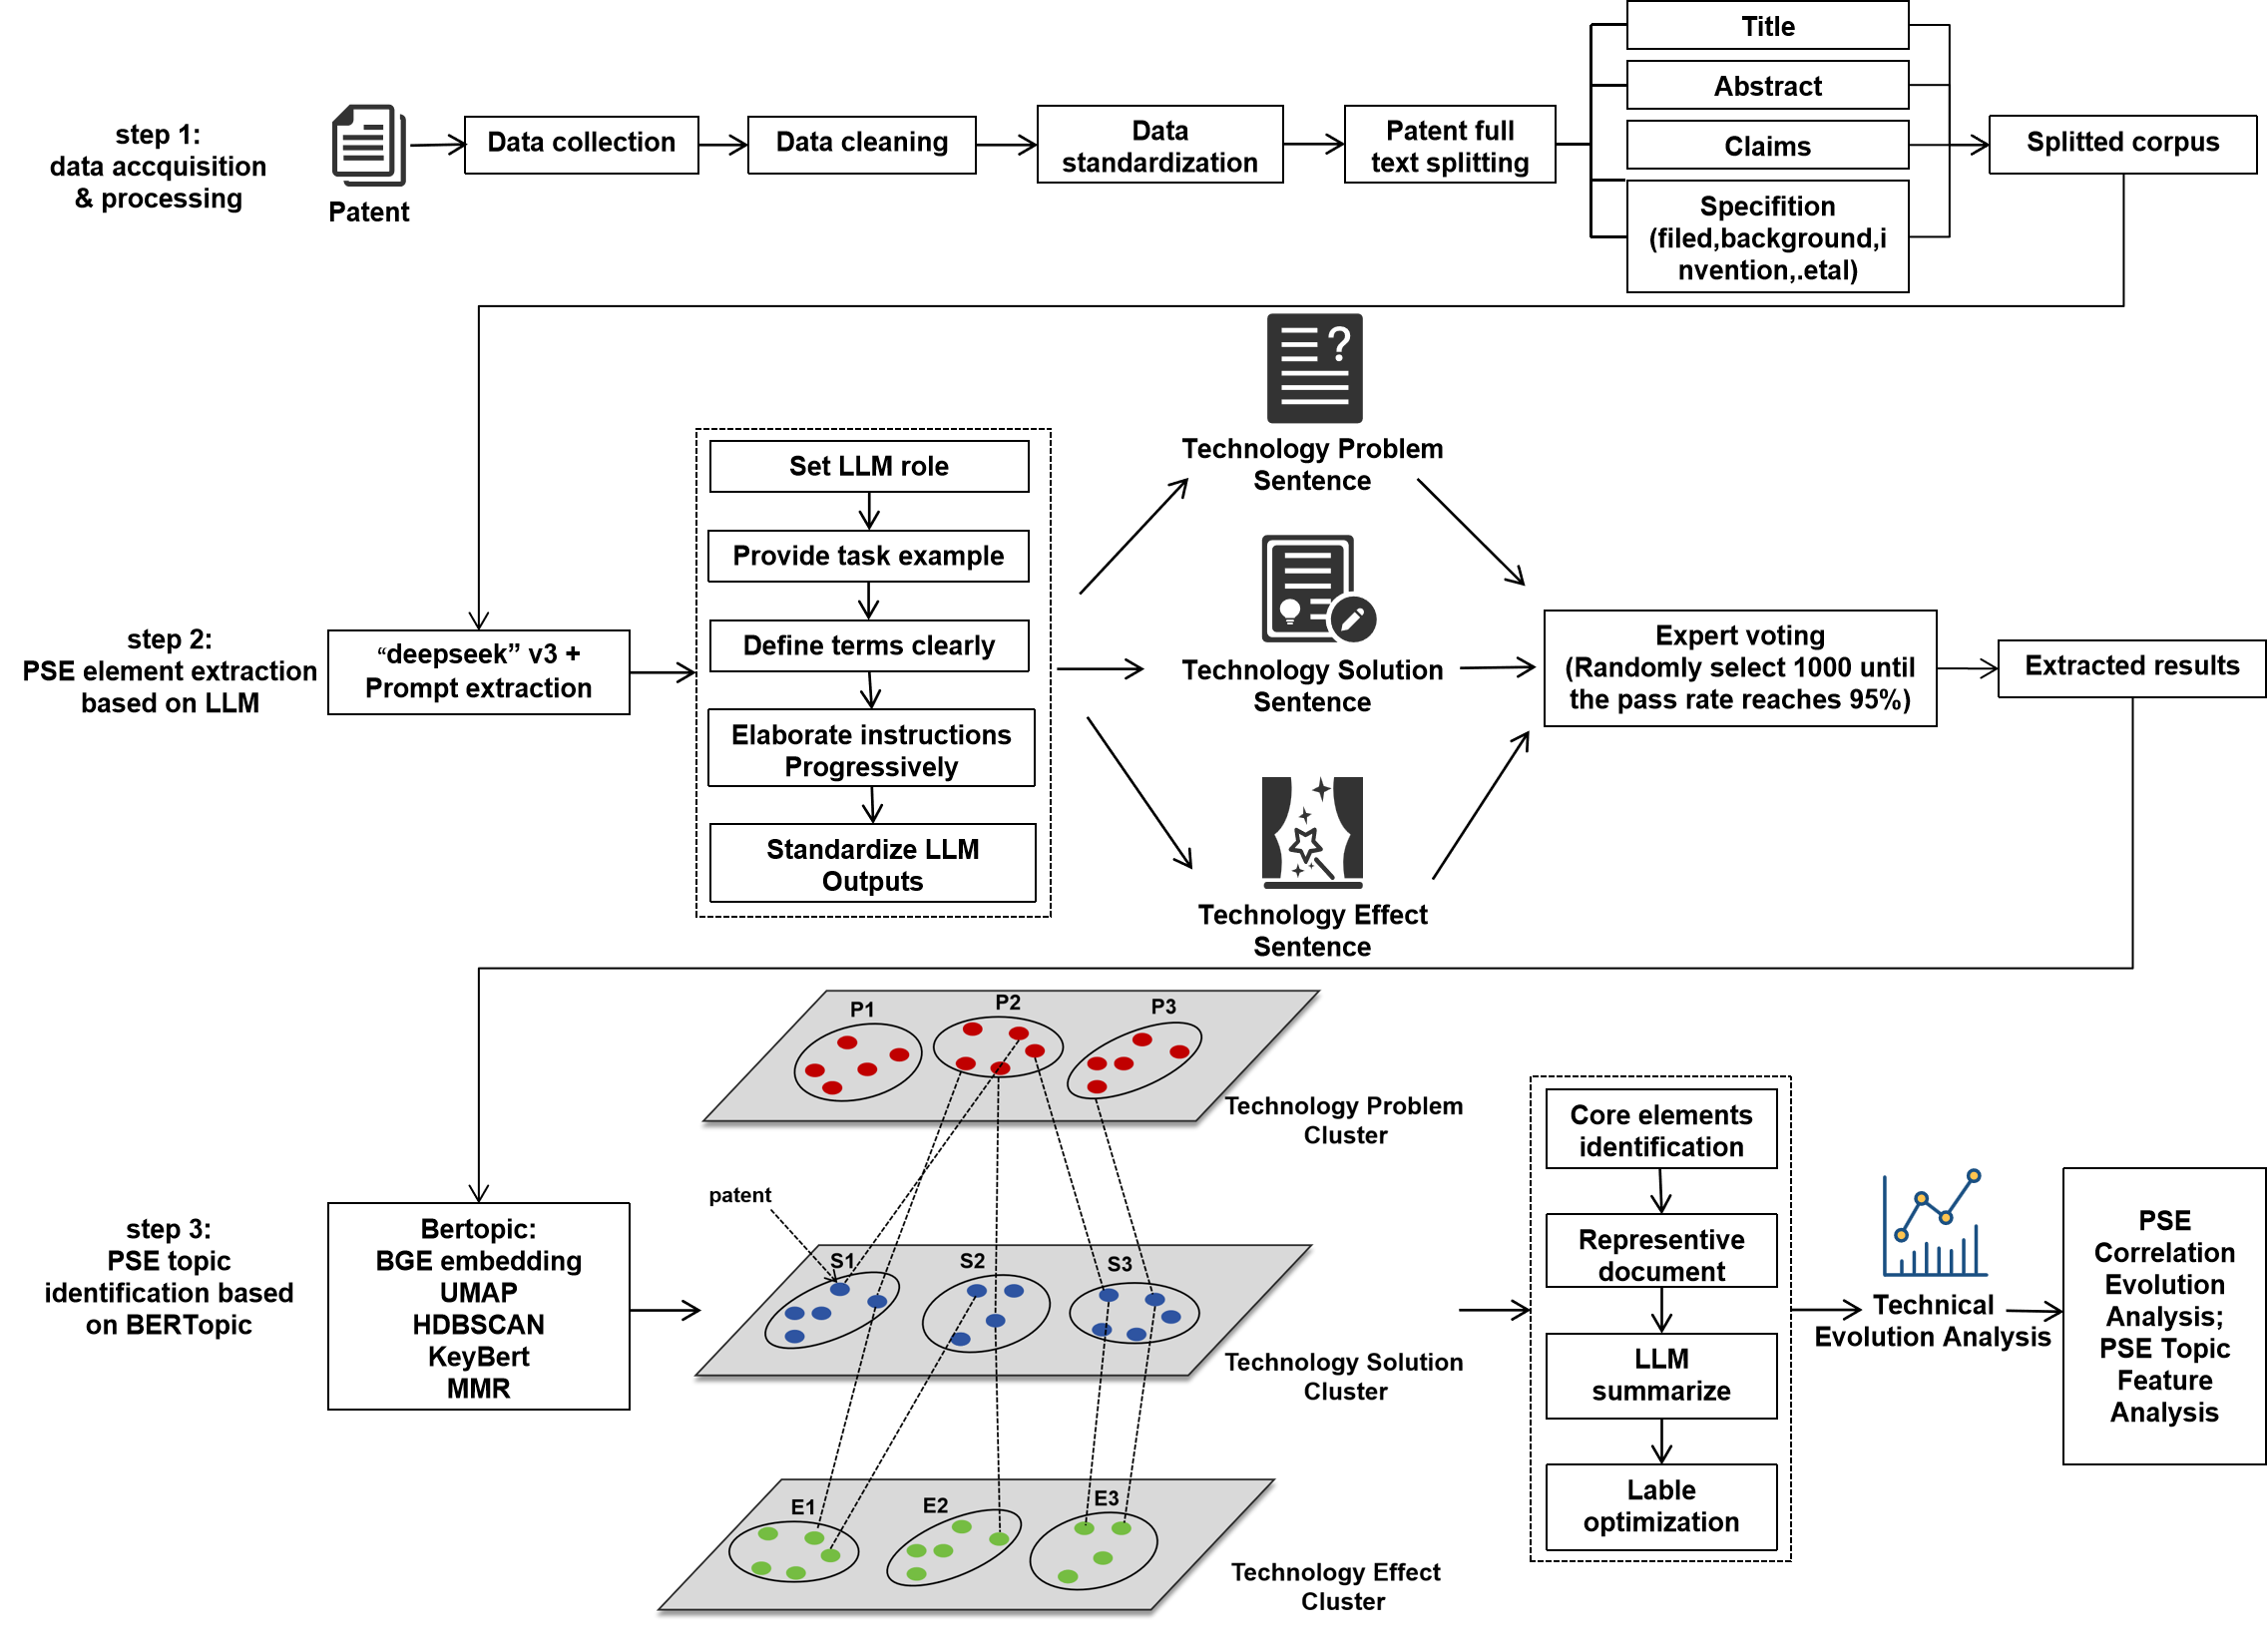 step 1:
data accquisition
& processing
Patent
Data collection
Data cleaning
Data
standardization
Patent full
text splitting
Title
Abstract
Claims
Specifition
(filed,background,i
nvention,.etal)
Splitted corpus
step 2:
PSE element extraction
based on LLM
“deepseek” v3 +
Prompt extraction
Set LLM role
Provide task example
Define terms clearly
Elaborate instructions
Progressively
Standardize LLM
Outputs
?
Technology Problem
Sentence
Technology Solution
Sentence
Technology Effect
Sentence
Expert voting
(Randomly select 1000 until
the pass rate reaches 95%)
Extracted results
step 3:
PSE topic
identification based
on BERTopic
Bertopic:
BGE embedding
UMAP
HDBSCAN
KeyBert
MMR
P1
P2
P3
Technology Problem
Cluster
patent
S1
S2
S3
Technology Solution
Cluster
E1
E2
E3
Technology Effect
Cluster
Core elements
identification
Representive
document
LLM
summarize
Lable
optimization
Technical
Evolution Analysis
PSE
Correlation
Evolution
Analysis;
PSE Topic
Feature
Analysis